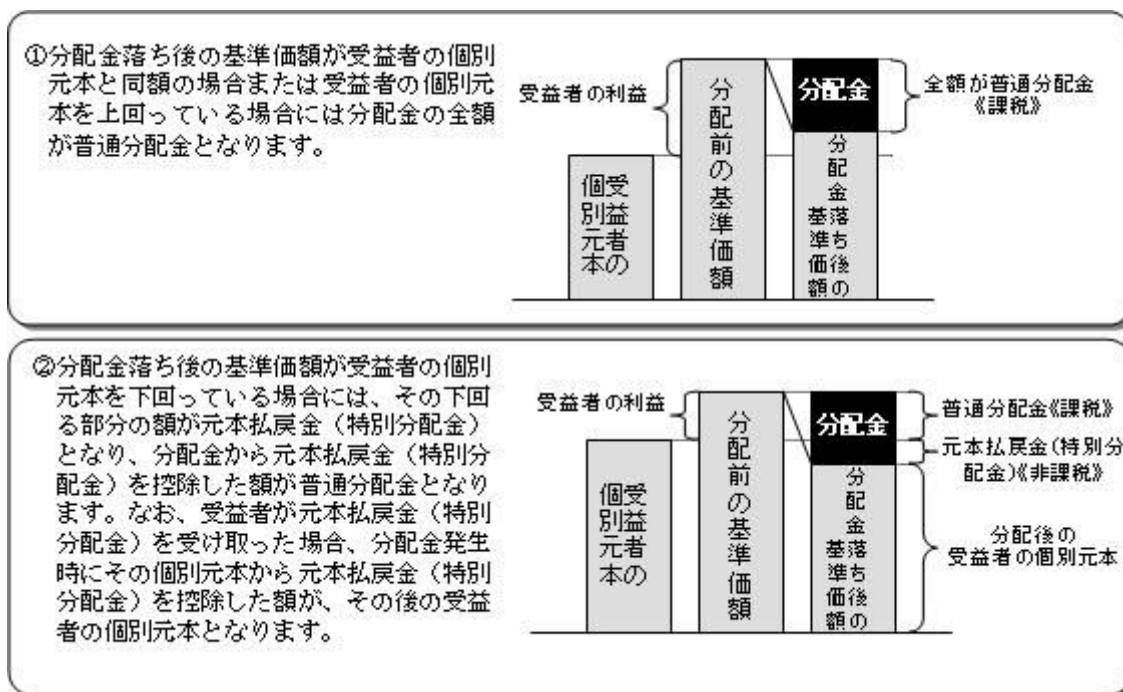 ①分配金落ち後の基準価額が受益者の個別
元本と同額の場合または受益者の個別元
本を上回っている場合には分配金の全額
が普通分配金となります。
受益者の利益
受益者の
個別元本
分配前の基準価額
分配金
分配金落ち後の
基準価額
全額が普通分配金
《課税》
②分配金落ち後の基準価額が受益者の個別
元本を下回っている場合には、その下回
る部分の額が元本払戻金（特別分配金）
となり、分配金から元本払戻金（特別分
配金）を控除した額が普通分配金となり
ます。なお、受益者が元本払戻金（特別
分配金）を受け取った場合、分配金発生
時にその個別元本から元本払戻金（特別
分配金）を控除した額が、その後の受益
者の個別元本となります。
受益者の利益
受益者の
個別元本
分配前の基準価額
分配金
分配金落ち後の
基準価額
普通分配金《課税》
元本払戻金(特別分
配金)《非課税》
分配後の
受益者の個別元本